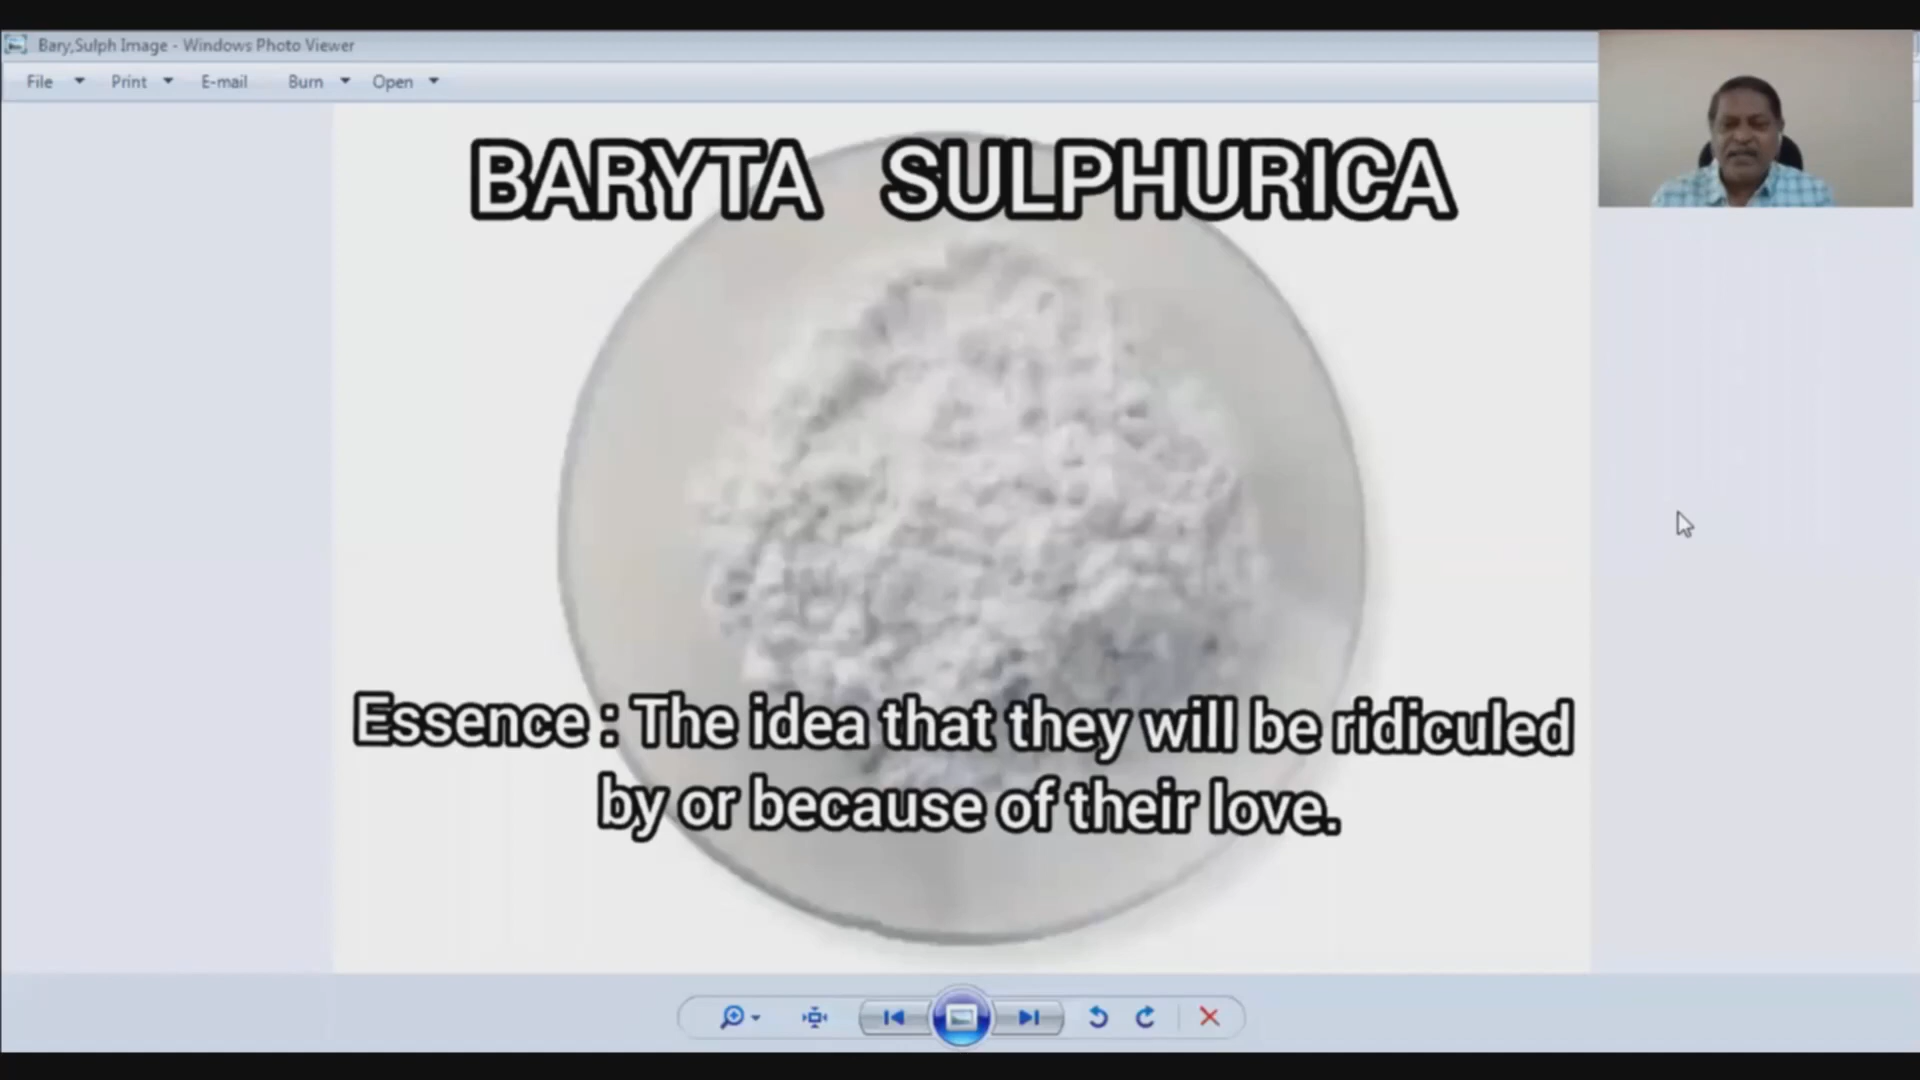 Bary,Sulph Image - Windows Photo Viewer
File Print E-mail Burn Open
BARYTA SULPHURICA
Essence : The idea that they will be ridiculed
by or because of their love.